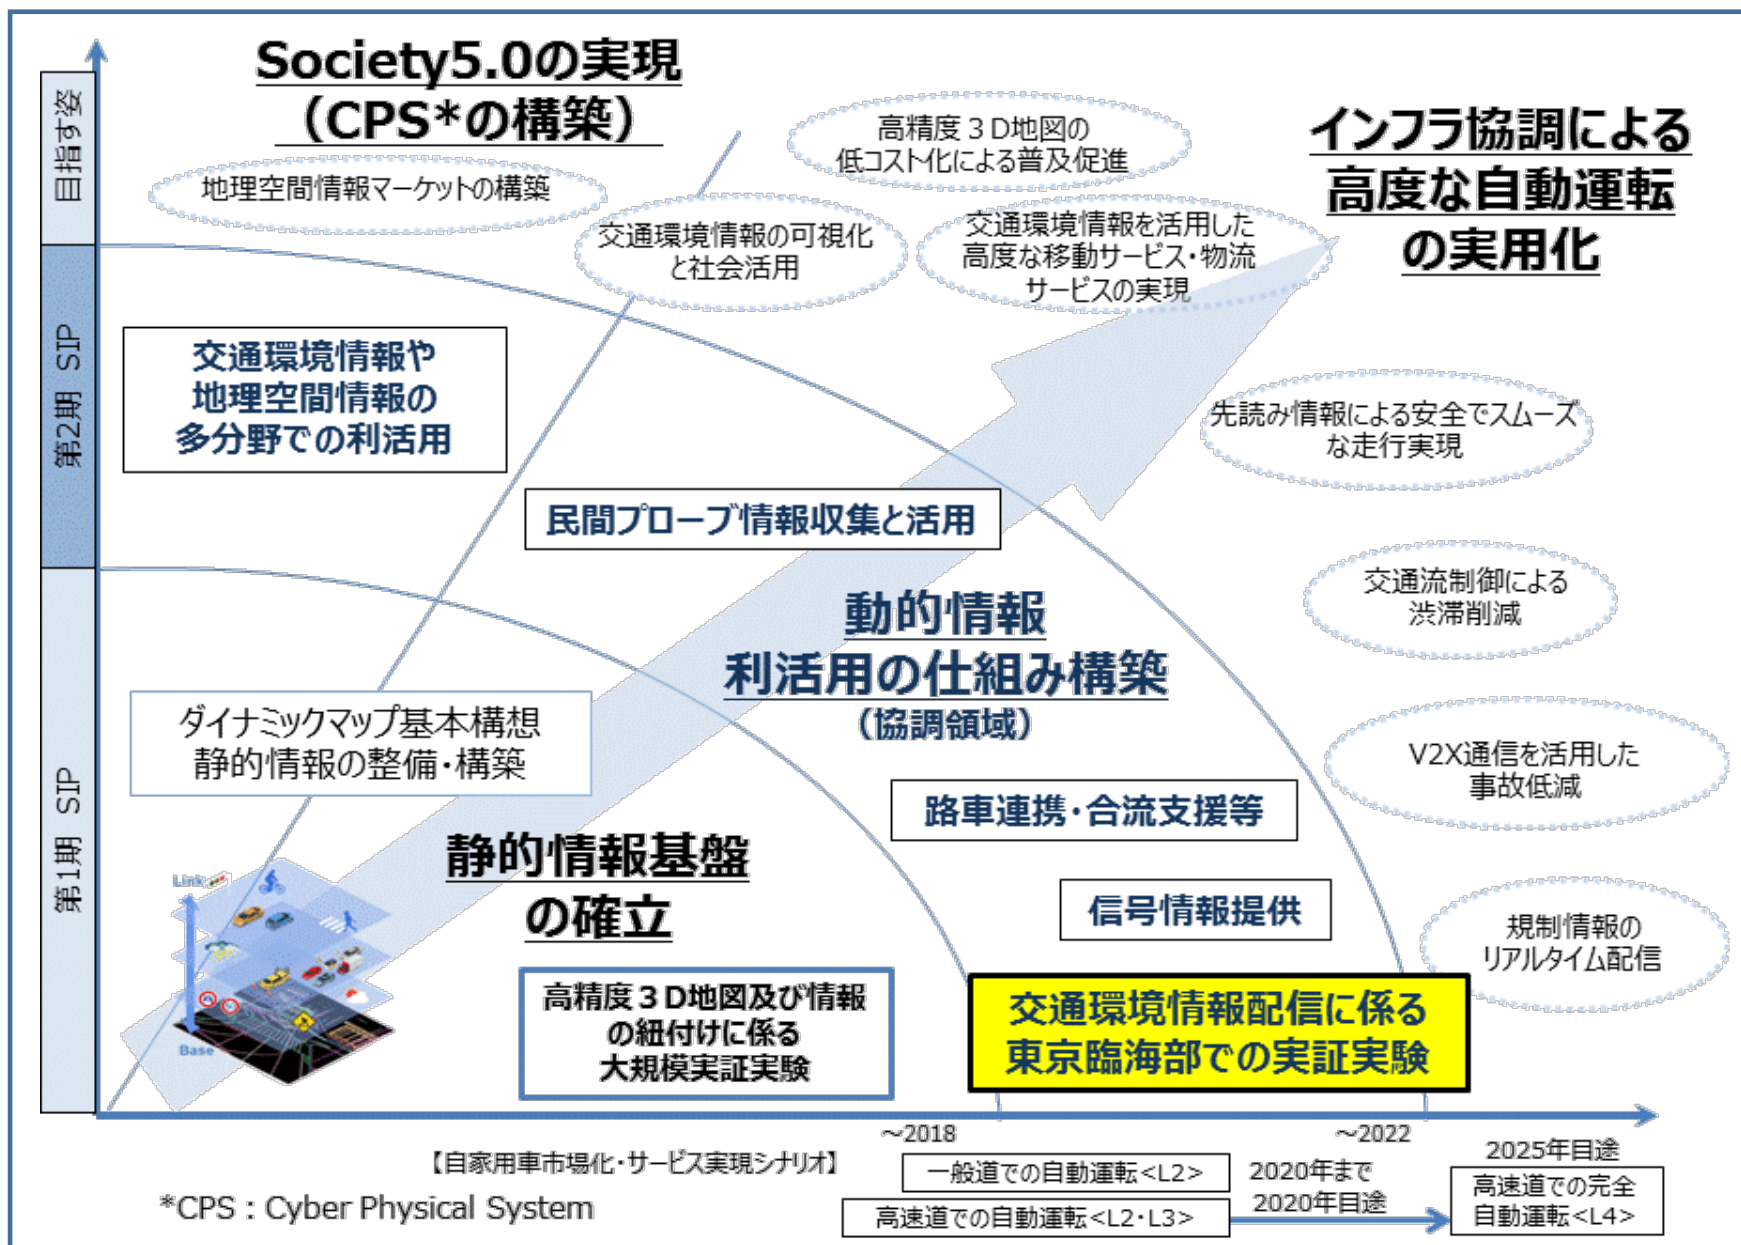 Society5.0の実現
（CPS*の構築）
目指す姿
地理空間情報マーケットの構築
高精度３Ｄ地図の
低コスト化による普及促進
交通環境情報の可視化
と社会活用
交通環境情報を活用した
高度な移動サービス・物流
サービスの実現
インフラ協調による
高度な自動運転
の実用化
第2期 SIP
交通環境情報や
地理空間情報の
多分野での利活用
先読み情報による安全でスムーズ
な走行実現
民間プローブ情報収集と活用
交通流制御による
渋滞削減
動的情報
利活用の仕組み構築
（協調領域）
第1期 SIP
ダイナミックマップ基本構想
静的情報の整備・構築
V2X通信を活用した
事故低減
路車連携・合流支援等
静的情報基盤
の確立
信号情報提供
規制情報の
リアルタイム配信
Link
Base
高精度３Ｄ地図及び情報
の紐付けに係る
大規模実証実験
交通環境情報配信に係る
東京臨海部での実証実験
～2018
～2022
2025年目途
【自家用車市場化・サービス実現シナリオ】
一般道での自動運転<L2>
2020年まで
高速道での自動運転<L2・L3>
2020年目途
高速道での完全
自動運転<L4>
*CPS : Cyber Physical System